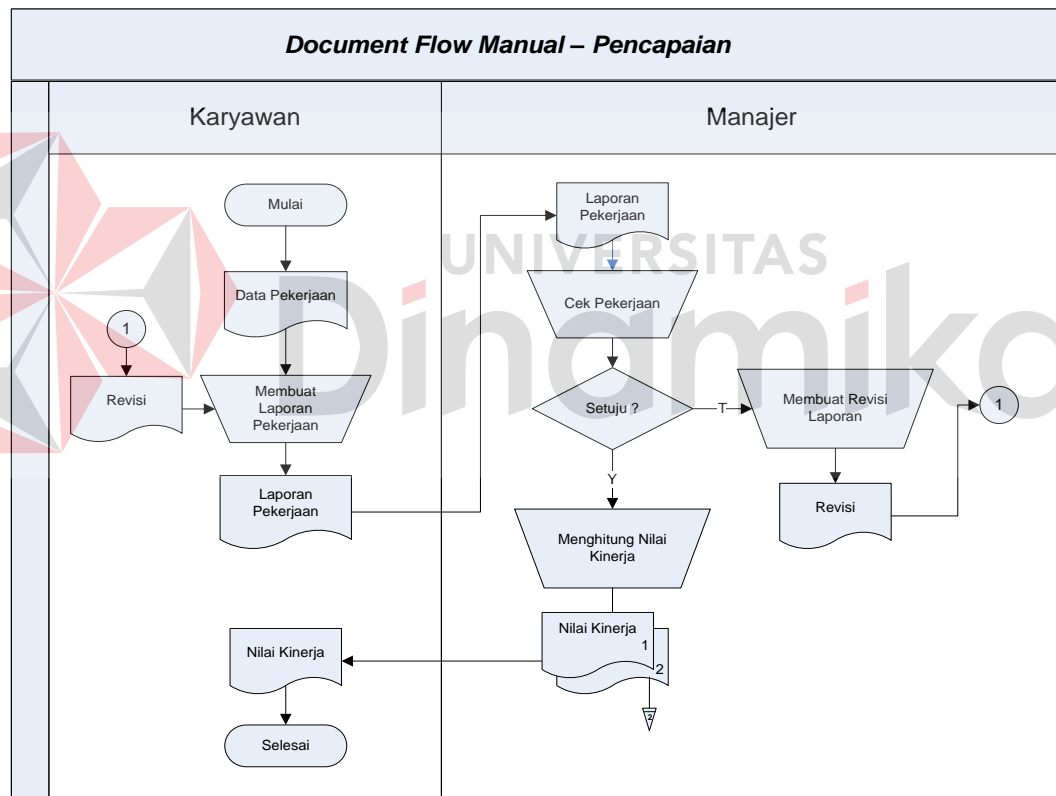 Document Flow Manual – Pencapaian
Karyawan
Manajer
Mulai
Data Pekerjaan
1
Revisi
Membuat
Laporan
Pekerjaan
Laporan
Pekerjaan
Nilai Kinerja
Selesai
Laporan
Pekerjaan
Cek Pekerjaan
Setuju ?
T
Membuat Revisi
Laporan
1
Revisi
Y
Menghitung Nilai
Kinerja
Nilai Kinerja
1
2
2
UNIVERSITAS
Dinamika